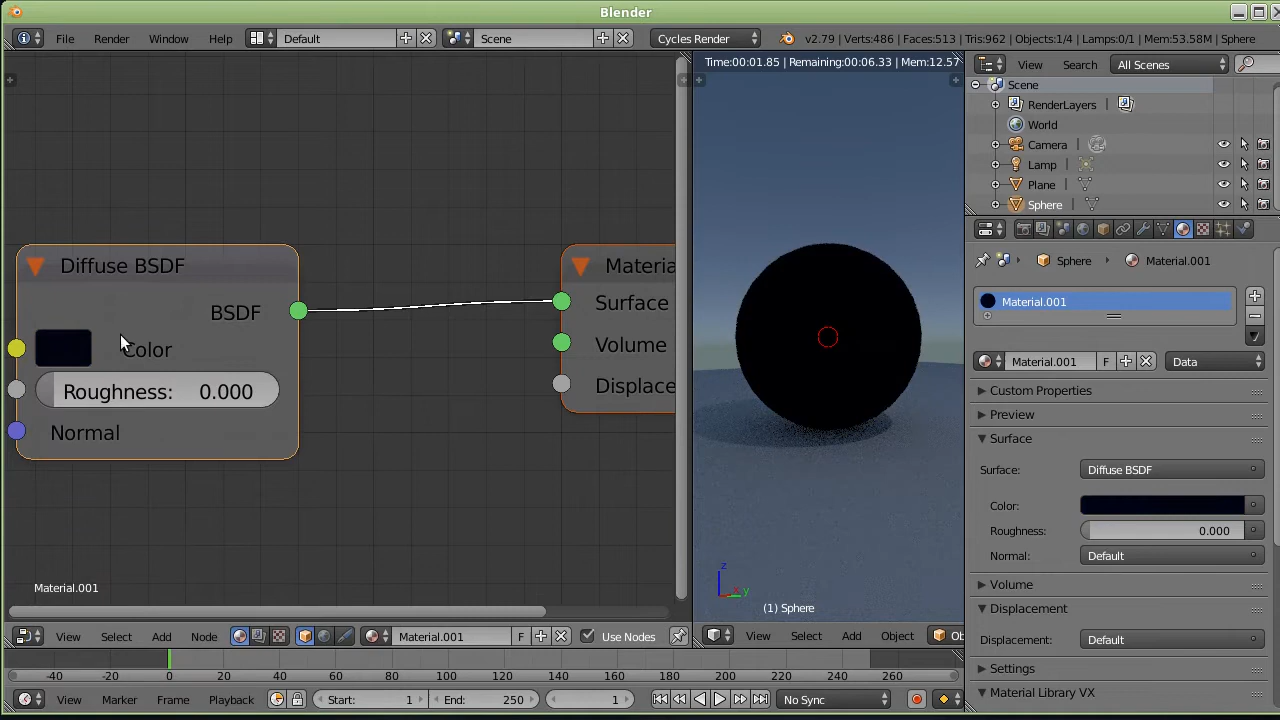 Blender
File Render Window Help Default Scene Cycles Render v2.79 | Verts:486 | Faces:513 | Tris:962 | Objects:1/4 | Lamps:0/1 | Mem:53.58M | Sphere
Time:00:01.85 | Remaining:00:06.33 | Mem:12.57
View Search All Scenes
Scene
RenderLayers
World
Camera
Lamp
Plane
Sphere
Sphere Material.001
Material.001
Material.001 F Data
Custom Properties
Preview
Surface
Surface: Diffuse BSDF
Color:
Roughness: 0.000
Normal: Default
Volume
Displacement
Displacement: Default
Settings
Material Library VX
Diffuse BSDF
BSDF
Color
Roughness: 0.000
Normal
Materia
Surface
Volume
Displace
Material.001
z
x y
(1) Sphere
View Select Add Node Material.001 F Use Nodes
View Select Add Object Ob
-40 -20 0 20 40 60 80 100 120 140 160 180 200 220 240 260
View Marker Frame Playback Start: 1 End: 250 1 No Sync